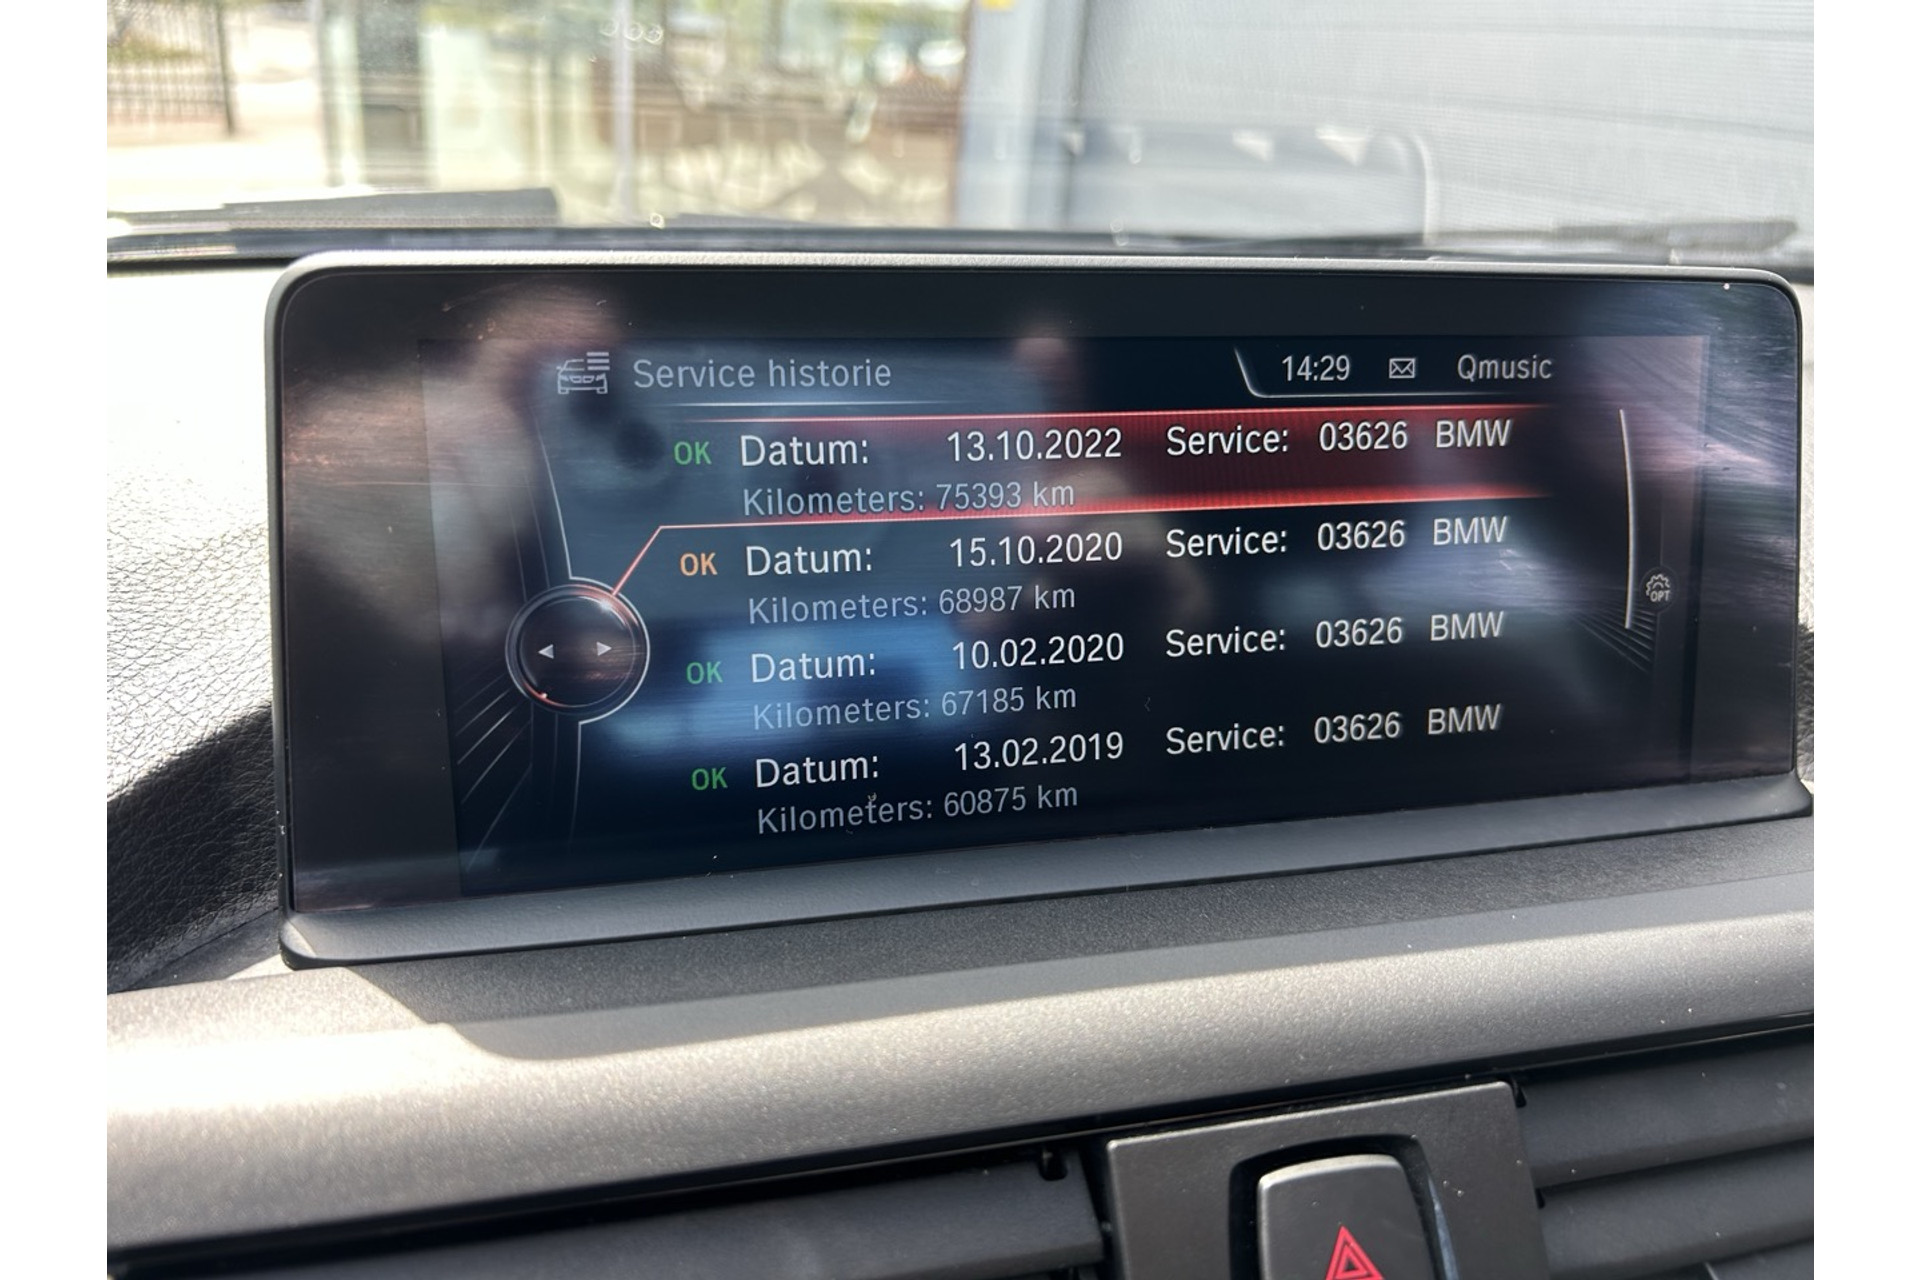 Service historie
14:29 Qmusic
OK Datum: 13.10.2022 Service: 03626 BMW
Kilometers: 75393 km
OK Datum: 15.10.2020 Service: 03626 BMW
Kilometers: 68987 km
OK Datum: 10.02.2020 Service: 03626 BMW
Kilometers: 67185 km
OK Datum: 13.02.2019 Service: 03626 BMW
Kilometers: 60875 km
OPT